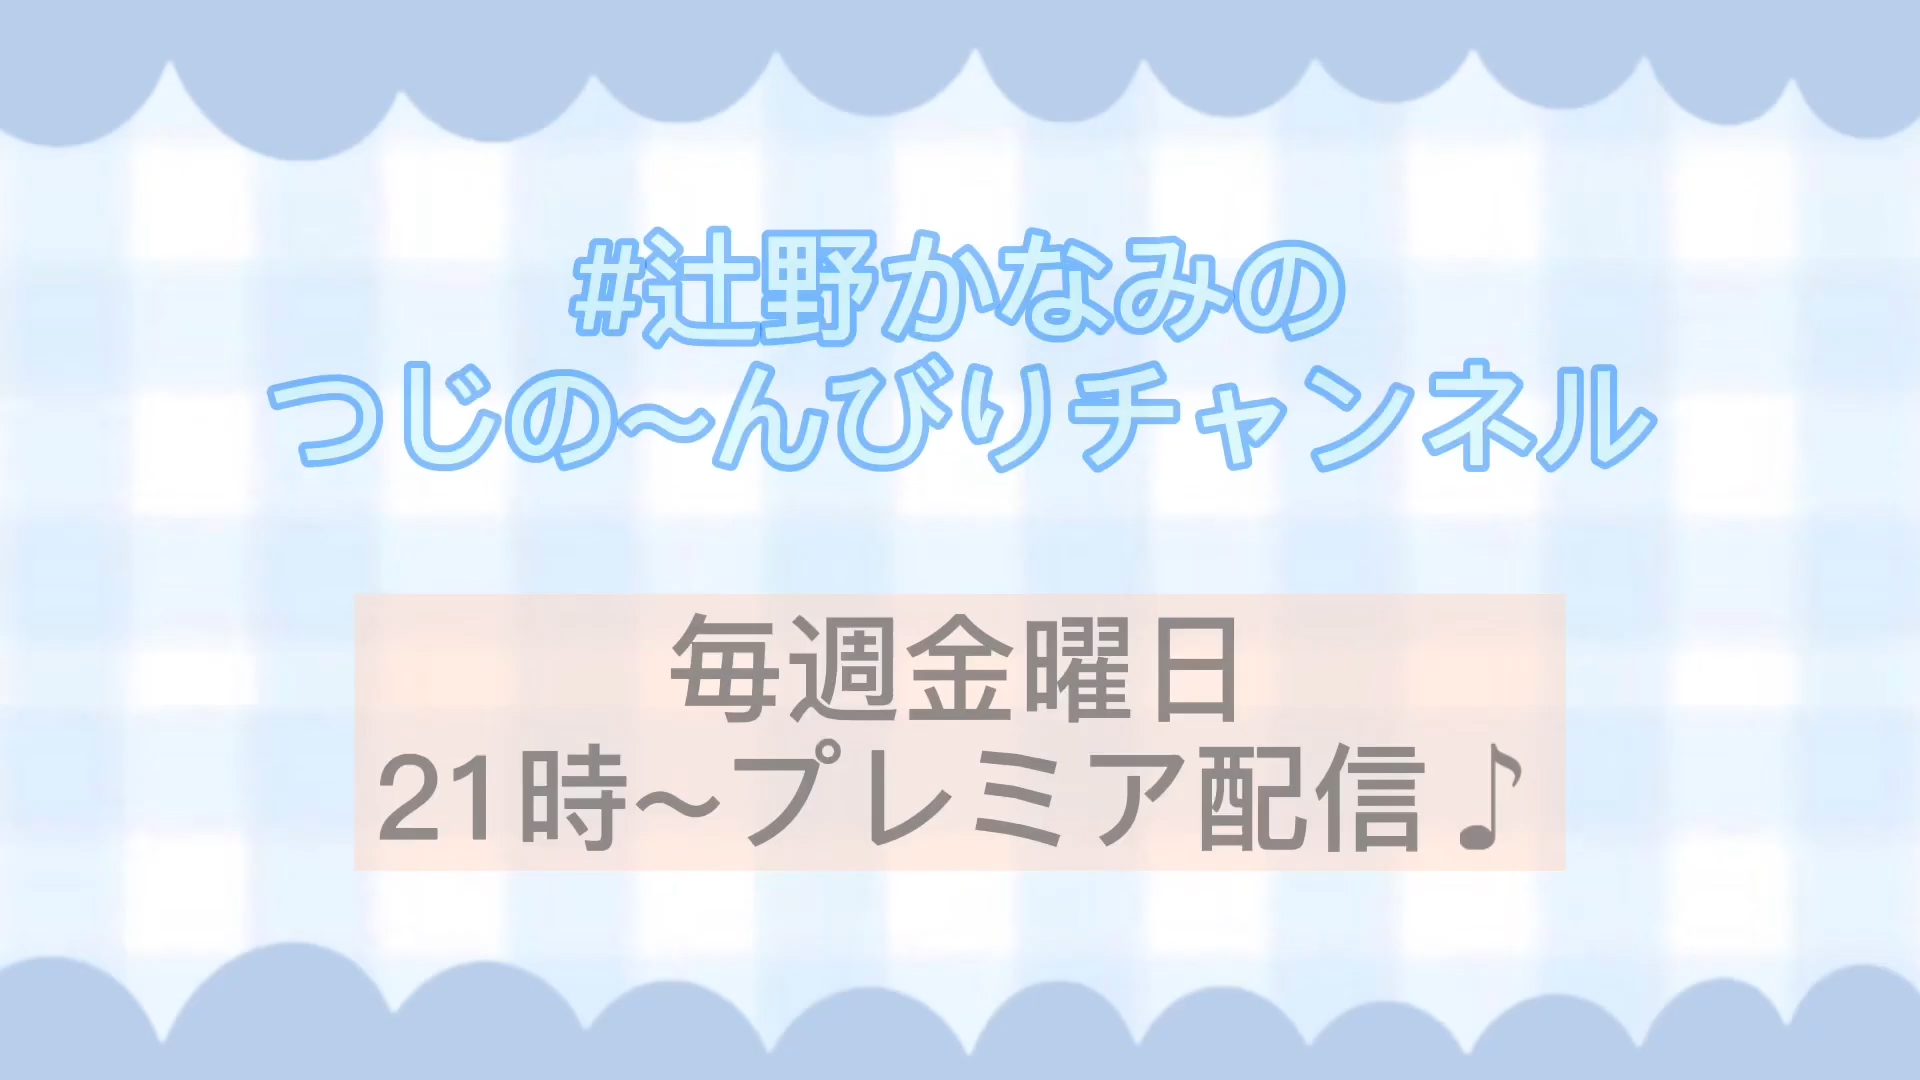 #辻野かなみの
つじの~んびりチャンネル
毎週金曜日
21時~プレミア配信♪